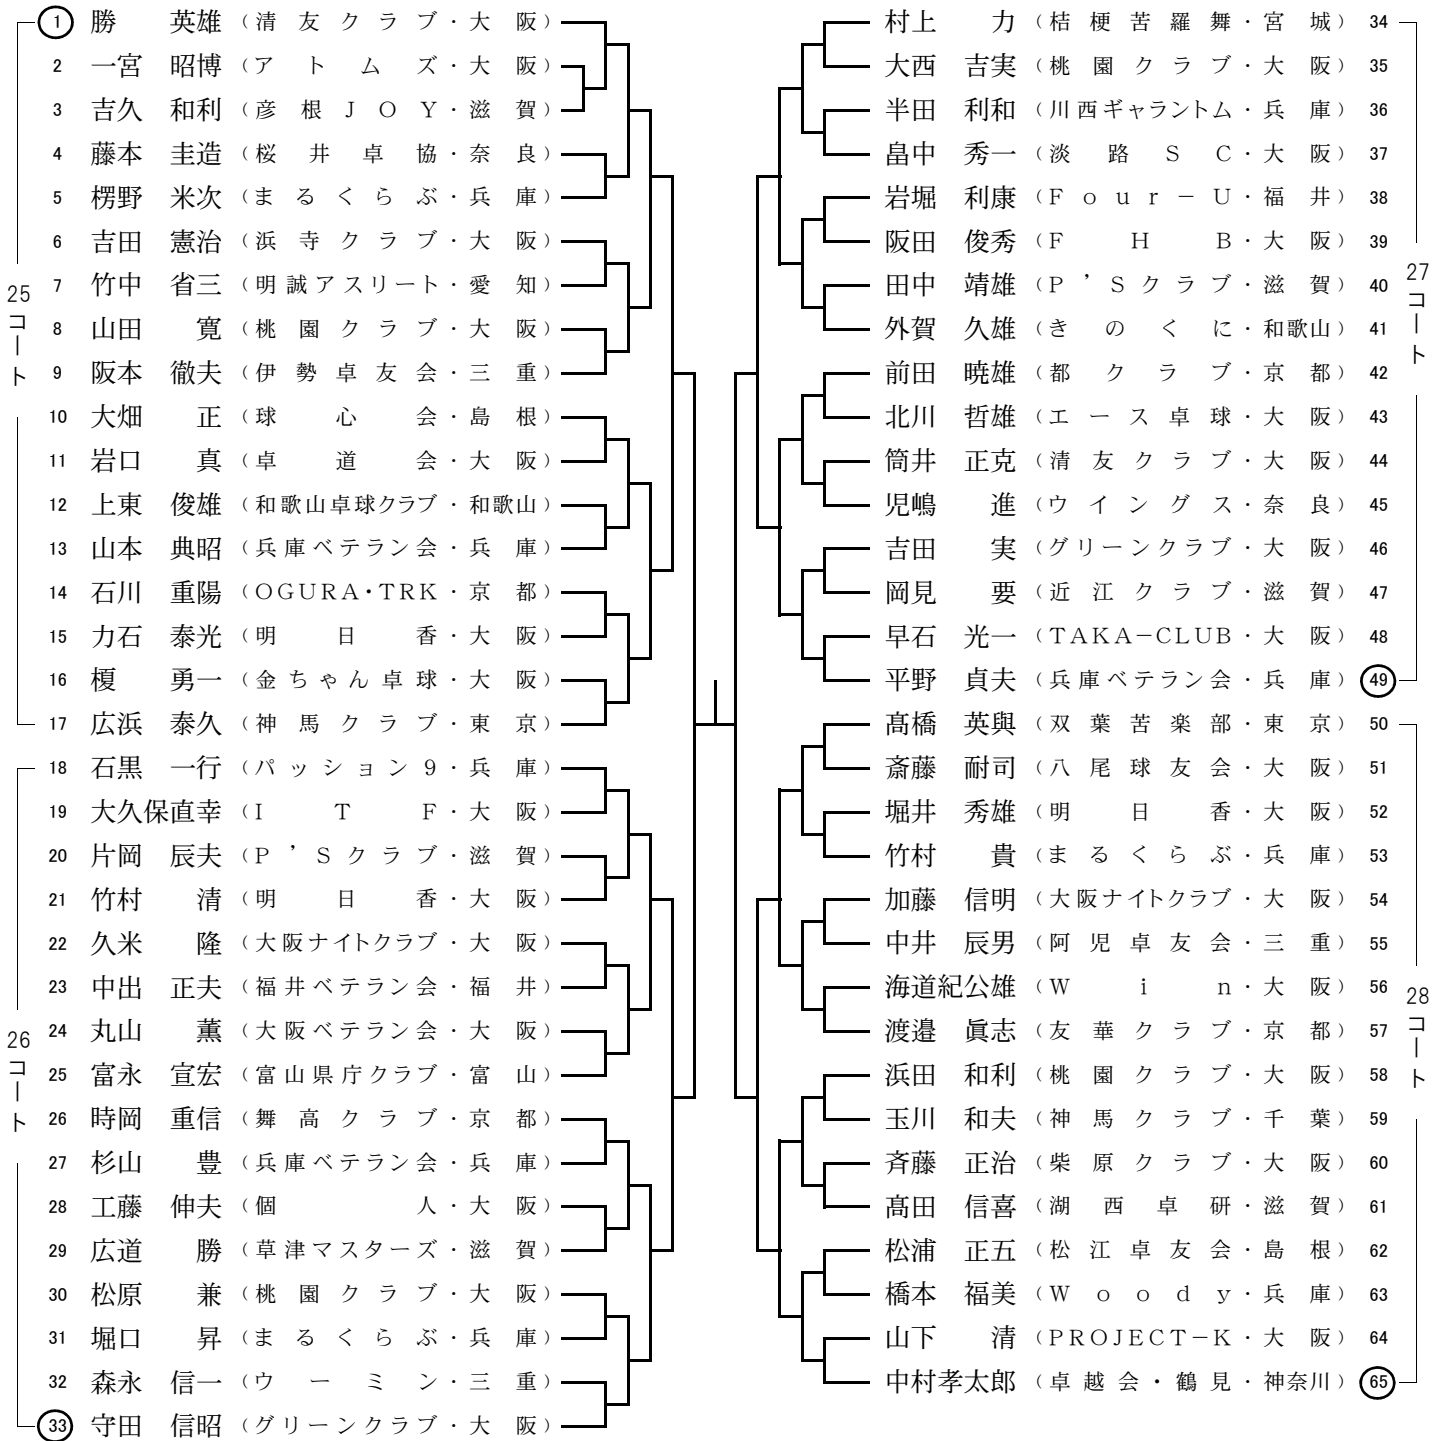 1 勝 英雄 (清友クラブ・大阪)
2 一宮 昭博 (アトムズ・大阪)
3 吉久 和利 (彦根JOY・滋賀)
4 藤本 圭造 (桜井卓協・奈良)
5 楞野 米次 (まるくらぶ・兵庫)
6 吉田 憲治 (浜寺クラブ・大阪)
7 竹中 省三 (明誠アスリート・愛知)
8 山田 寛 (桃園クラブ・大阪)
9 阪本 徹夫 (伊勢卓友会・三重)
10 大畑 正 (球心会・島根)
11 岩口 真 (卓道会・大阪)
12 上東 俊雄 (和歌山卓球クラブ・和歌山)
13 山本 典昭 (兵庫ベテラン会・兵庫)
14 石川 重陽 (OGURA・TRK・京都)
15 力石 泰光 (明日香・大阪)
16 榎 勇一 (金ちゃん卓球・大阪)
17 広浜 泰久 (神馬クラブ・東京)
25コート
18 石黒 一行 (パッション9・兵庫)
19 大久保直幸 (ITF・大阪)
20 片岡 辰夫 (P'Sクラブ・滋賀)
21 竹村 清 (明日香・大阪)
22 久米 隆 (大阪ナイトクラブ・大阪)
23 中出 正夫 (福井ベテラン会・福井)
24 丸山 薫 (大阪ベテラン会・大阪)
25 富永 宣宏 (富山県庁クラブ・富山)
26 時岡 重信 (舞高クラブ・京都)
27 杉山 豊 (兵庫ベテラン会・兵庫)
28 工藤 伸夫 (個人・大阪)
29 広道 勝 (草津マスターズ・滋賀)
30 松原 兼 (桃園クラブ・大阪)
31 堀口 昇 (まるくらぶ・兵庫)
32 森永 信一 (ウーミン・三重)
33 守田 信昭 (グリーンクラブ・大阪)
26コート
村上 力 (桔梗苦羅舞・宮城) 34
大西 吉実 (桃園クラブ・大阪) 35
半田 利和 (川西ギャラントム・兵庫) 36
畠中 秀一 (淡路SC・大阪) 37
岩堀 利康 (Four-U・福井) 38
阪田 俊秀 (FHB・大阪) 39
田中 靖雄 (P'Sクラブ・滋賀) 40
外賀 久雄 (きのくに・和歌山) 41
前田 暁雄 (都クラブ・京都) 42
北川 哲雄 (エース卓球・大阪) 43
筒井 正克 (清友クラブ・大阪) 44
児嶋 進 (ウイングス・奈良) 45
吉田 実 (グリーンクラブ・大阪) 46
岡見 要 (近江クラブ・滋賀) 47
早石 光一 (TAKA-CLUB・大阪) 48
平野 貞夫 (兵庫ベテラン会・兵庫) 49
27コート
髙橋 英與 (双葉苦楽部・東京) 50
斎藤 耐司 (八尾球友会・大阪) 51
堀井 秀雄 (明日香・大阪) 52
竹村 貴 (まるくらぶ・兵庫) 53
加藤 信明 (大阪ナイトクラブ・大阪) 54
中井 辰男 (阿児卓友会・三重) 55
海道紀公雄 (Win・大阪) 56
渡邉 眞志 (友華クラブ・京都) 57
浜田 和利 (桃園クラブ・大阪) 58
玉川 和夫 (神馬クラブ・千葉) 59
斉藤 正治 (柴原クラブ・大阪) 60
髙田 信喜 (湖西卓研・滋賀) 61
松浦 正五 (松江卓友会・島根) 62
橋本 福美 (Woody・兵庫) 63
山下 清 (PROJECT-K・大阪) 64
中村孝太郎 (卓越会・鶴見・神奈川) 65
28コート